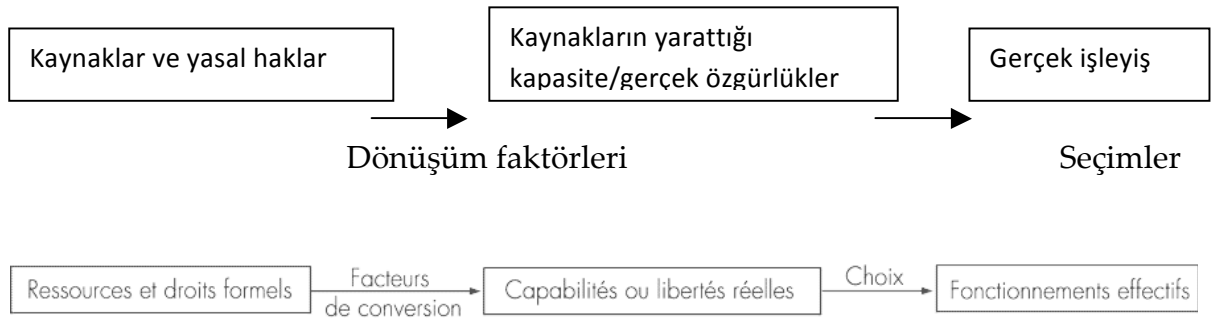 Kaynaklar ve yasal haklar
Kaynakların yarattığı
kapasite/gerçek özgürlükler
Gerçek işleyiş
Dönüşüm faktörleri
Seçimler
Ressources et droits formels
Facteurs
de conversion
Capabilités ou libertés réelles
Choix
Fonctionnements effectifs